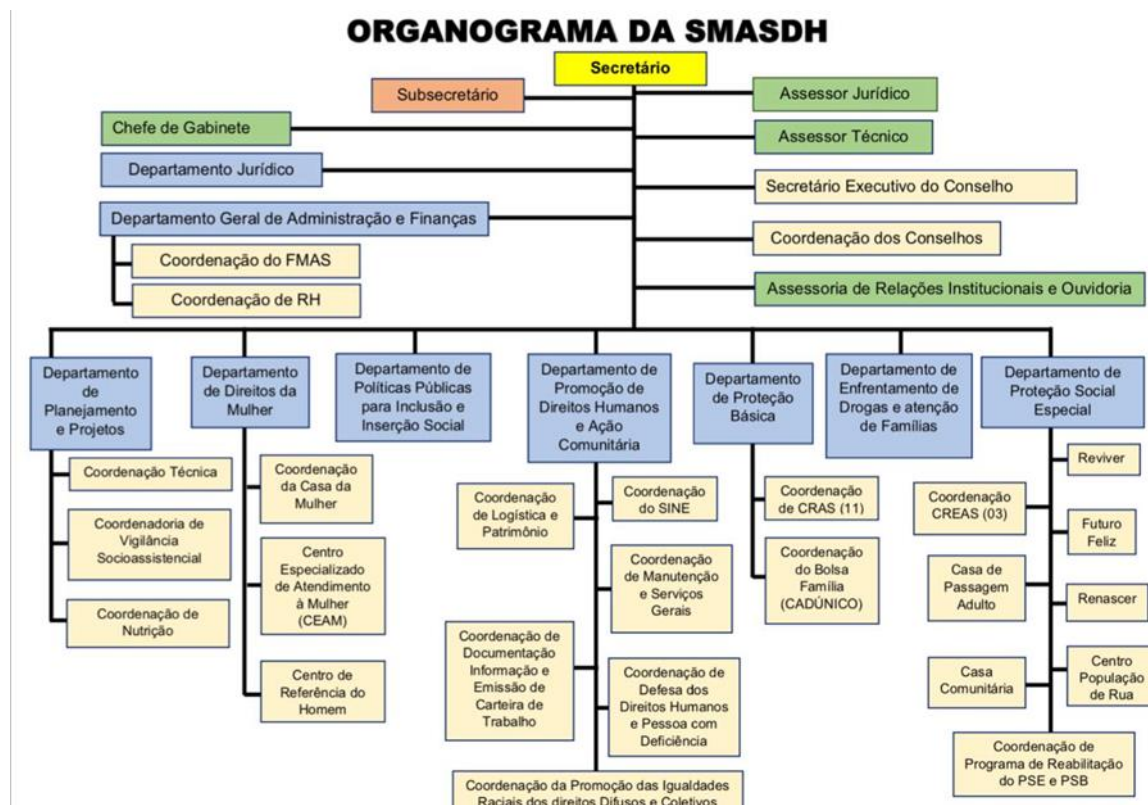 ORGANOGRAMA DA SMASDH
Secretário
Subsecretário
Assessor Jurídico
Chefe de Gabinete
Assessor Técnico
Departamento Jurídico
Secretário Executivo do Conselho
Departamento Geral de Administração e Finanças
Coordenação dos Conselhos
Coordenação do FMAS
Assessoria de Relações Institucionais e Ouvidoria
Coordenação de RH
Departamento
de
Planejamento
e Projetos
Departamento
de Direitos da
Mulher
Departamento de
Políticas Públicas
para Inclusão e
Inserção Social
Departamento de
Promoção de
Direitos Humanos
e Ação
Comunitária
Departamento
de Proteção
Básica
Departamento de
Enfrentamento de
Drogas e atenção
de Famílias
Departamento de
Proteção Social
Especial
Coordenação Técnica
Coordenadoria de
Vigilância
Socioassistencial
Coordenação de
Nutrição
Coordenação
da Casa da
Mulher
Centro
Especializado
de Atendimento
à Mulher
(CEAM)
Centro de
Referência do
Homem
Coordenação
de Logística e
Patrimônio
Coordenação
do SINE
Coordenação
de Manutenção
e Serviços
Gerais
Coordenação de
Documentação
Informação e
Emissão de
Carteira de
Trabalho
Coordenação de
Defesa dos
Direitos Humanos
e Pessoa com
Deficiência
Coordenação da Promoção das Igualdades
Raciais dos direitos Difusos e Coletivos
Coordenação
de CRAS (11)
Coordenação
do Bolsa
Família
(CADÚNICO)
Reviver
Coordenação
CREAS (03)
Futuro
Feliz
Casa de
Passagem
Adulto
Renascer
Casa
Comunitária
Centro
População
de Rua
Coordenação de
Programa de Reabilitação
do PSE e PSB